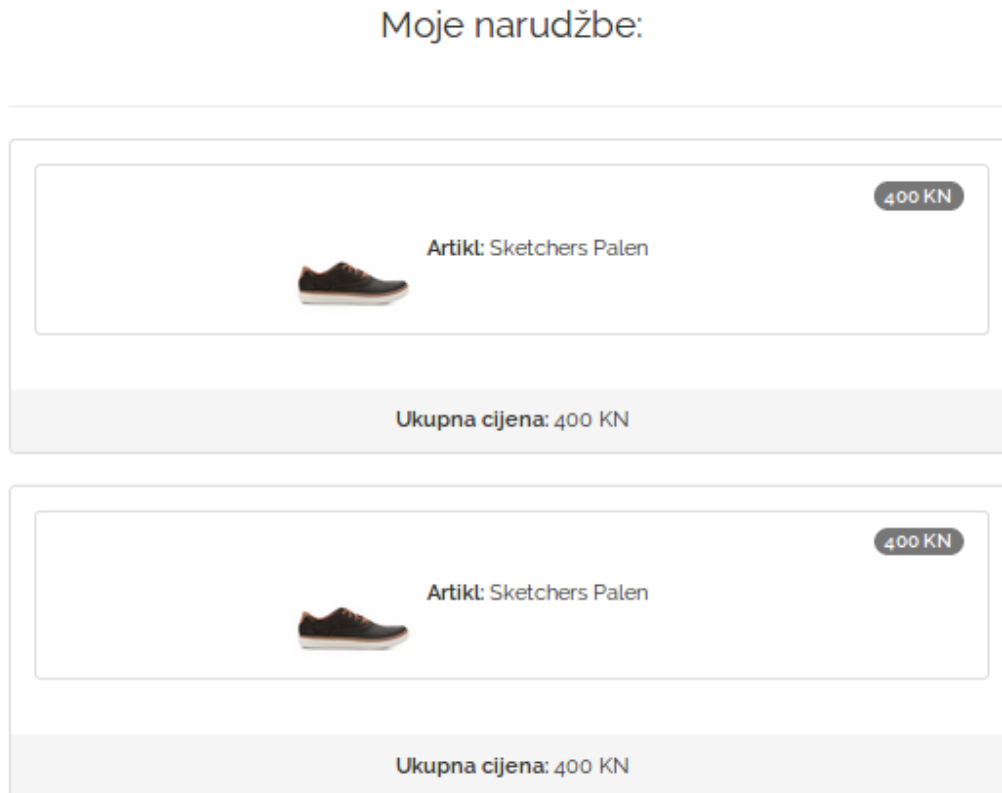 Moje narudžbe:
400 KN
Artikl: Sketchers Palen
Ukupna cijena: 400 KN
400 KN
Artikl: Sketchers Palen
Ukupna cijena: 400 KN